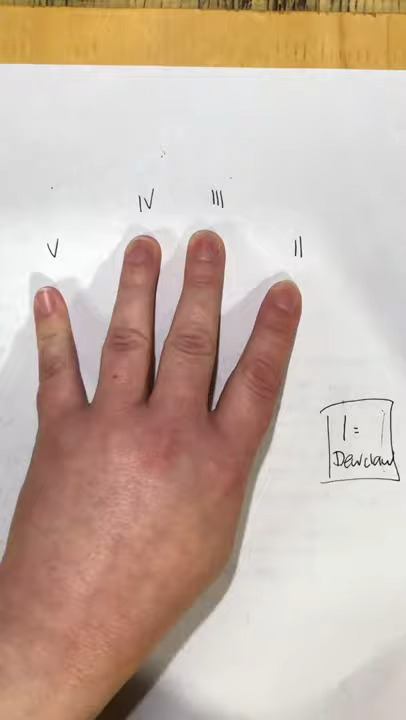 IV III
V II
I =
Dewclaw